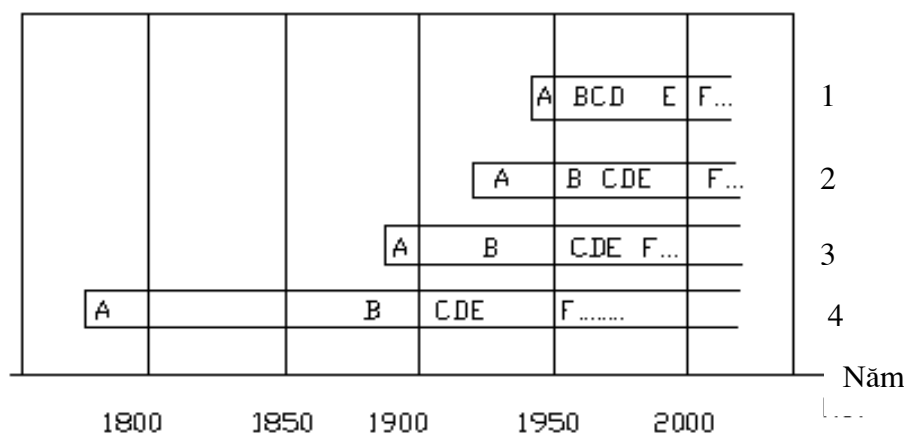 A BCD E F... 1
A B CDE F... 2
A B CDE F... 3
A B CDE F........ 4
Năm
1800 1850 1900 1950 2000